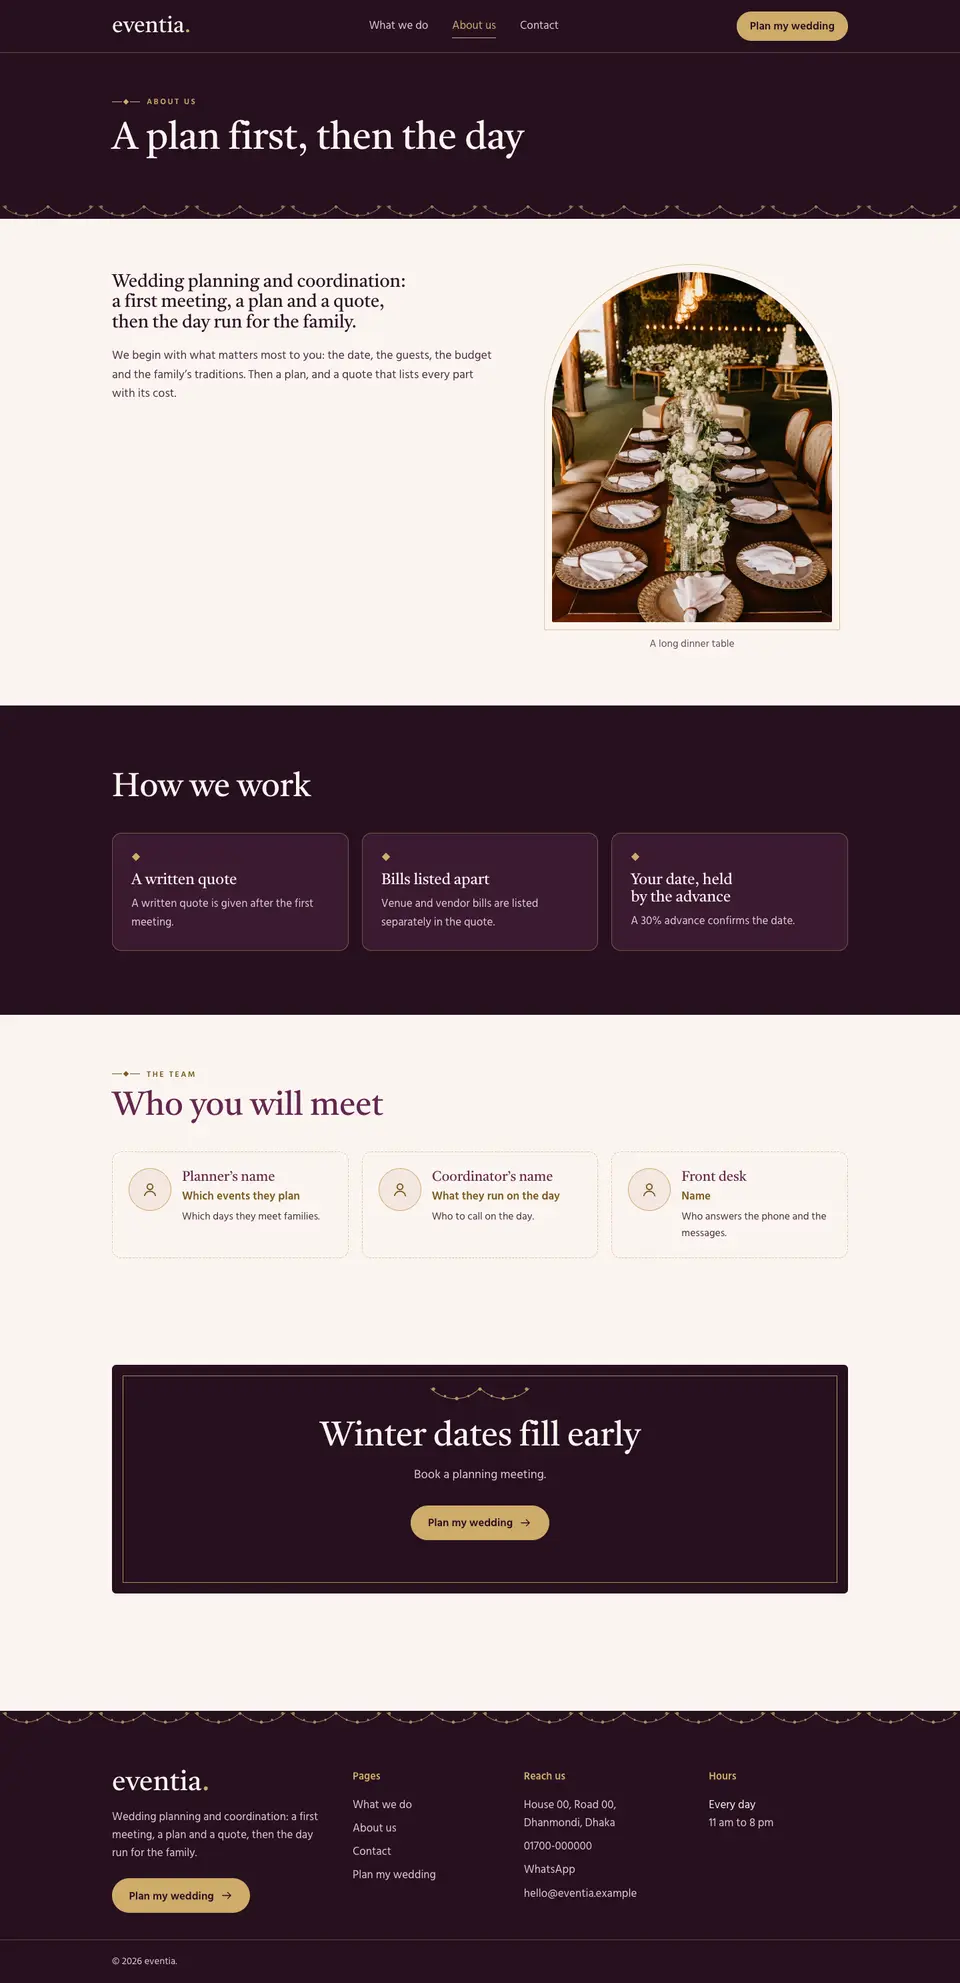 eventia.
What we do
About us
Contact
Plan my wedding
ABOUT US
A plan first, then the day
Wedding planning and coordination:
a first meeting, a plan and a quote,
then the day run for the family.
We begin with what matters most to you: the date, the guests, the budget
and the family’s traditions. Then a plan, and a quote that lists every part
with its cost.
A long dinner table
How we work
A written quote
A written quote is given after the first
meeting.
Bills listed apart
Venue and vendor bills are listed
separately in the quote.
Your date, held
by the advance
A 30% advance confirms the date.
THE TEAM
Who you will meet
Planner’s name
Which events they plan
Which days they meet families.
Coordinator’s name
What they run on the day
Who to call on the day.
Front desk
Name
Who answers the phone and the
messages.
Winter dates fill early
Book a planning meeting.
Plan my wedding
eventia.
Wedding planning and coordination: a first
meeting, a plan and a quote, then the day
run for the family.
Plan my wedding
Pages
What we do
About us
Contact
Plan my wedding
Reach us
House 00, Road 00,
Dhanmondi, Dhaka
01700-000000
WhatsApp
hello@eventia.example
Hours
Every day
11 am to 8 pm
© 2026 eventia.